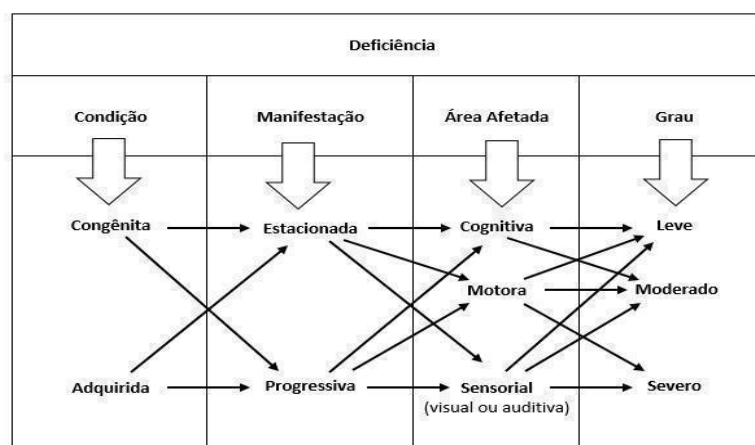 Deficiência
Condição
Manifestação
Área Afetada
Grau
Congênita
Estacionada
Cognitiva
Leve
Motora
Moderado
Adquirida
Progressiva
Sensorial
(visual ou auditiva)
Severo